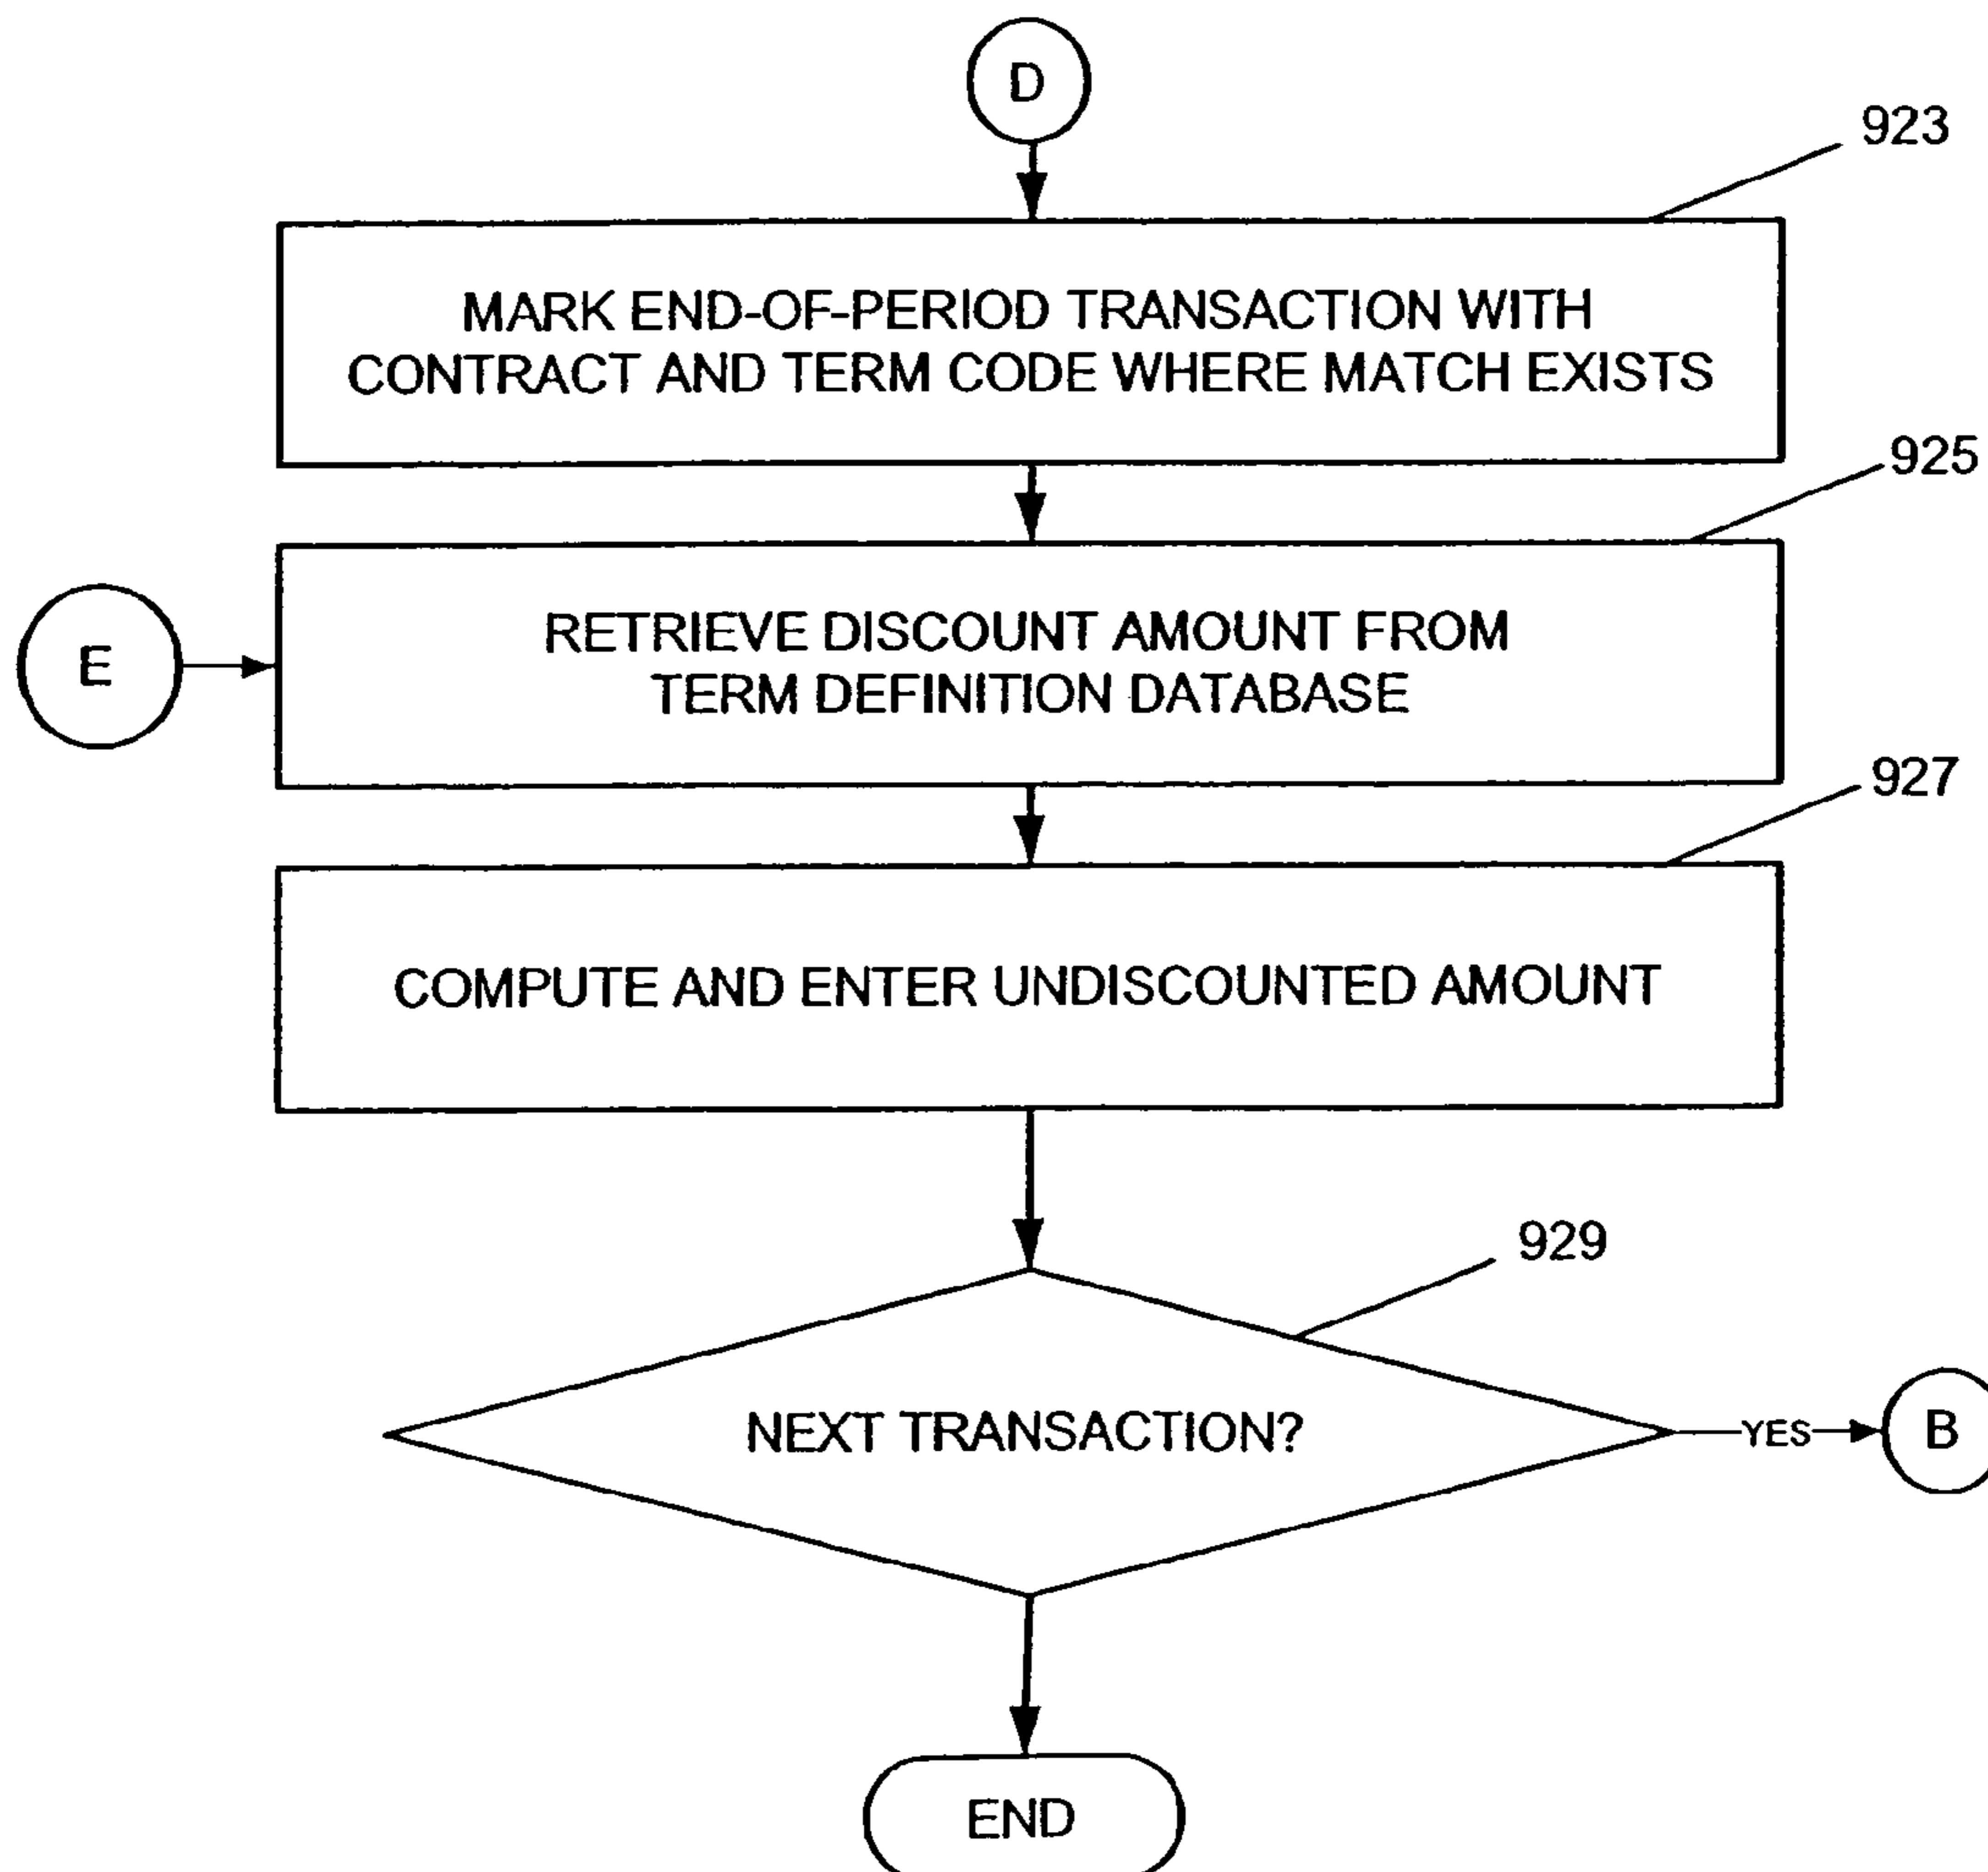 D
923
MARK END-OF-PERIOD TRANSACTION WITH
CONTRACT AND TERM CODE WHERE MATCH EXISTS
925
E
RETRIEVE DISCOUNT AMOUNT FROM
TERM DEFINITION DATABASE
927
COMPUTE AND ENTER UNDISCOUNTED AMOUNT
929
NEXT TRANSACTION?
YES
B
END